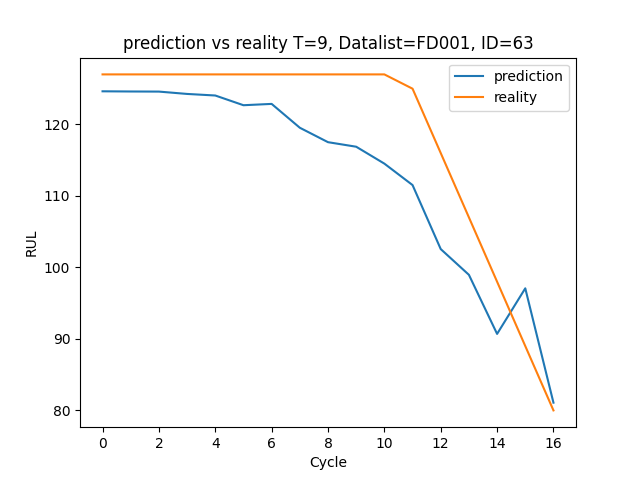 prediction vs reality T=9, Datalist=FD001, ID=63
prediction
reality
RUL
120
110
100
90
80
0 2 4 6 8 10 12 14 16
Cycle